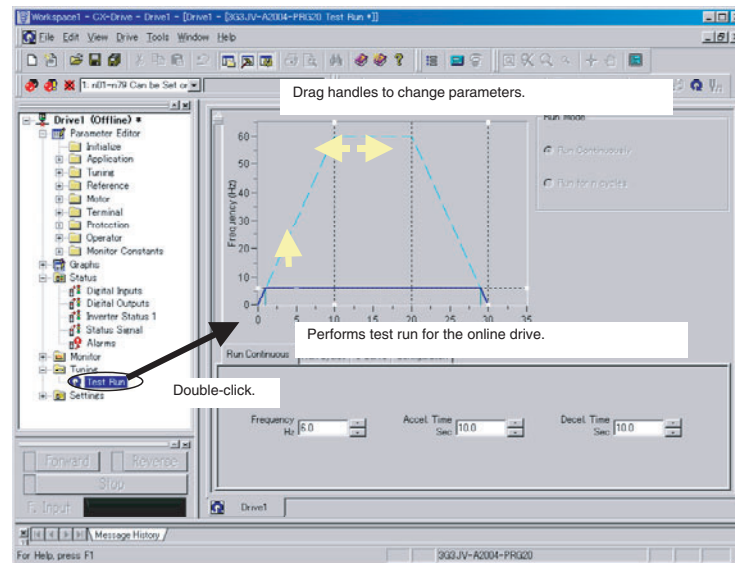 Workspace1 - CX-Drive - Drive1 - [Drive1 - [3G3JV-A2004-PRG20 Test Run *]]
File Edit View Drive Tools Window Help
1: n01~n79 Can be Set or
Drag handles to change parameters.
Drive1 (Offline) *
Parameter Editor
Initialize
Application
Tuning
Reference
Motor
Terminal
Protection
Operator
Monitor Constants
Graphs
Status
Digital Inputs
Digital Outputs
Inverter Status 1
Status Signal
Alarms
Monitor
Tuning
Test Run
Settings
Double-click.
Run Mode
Run Continuously
Run for n cycles
Frequency (Hz)
60
50
40
30
20
10
0
0 5 10 15 20 25 30 35
Performs test run for the online drive.
Run Continuous
Frequency Hz 6.0
Accel. Time Sec 10.0
Decel. Time Sec 10.0
Forward Reverse
Stop
F. Input
Drive1
Message History
For Help, press F1
3G3JV-A2004-PRG20